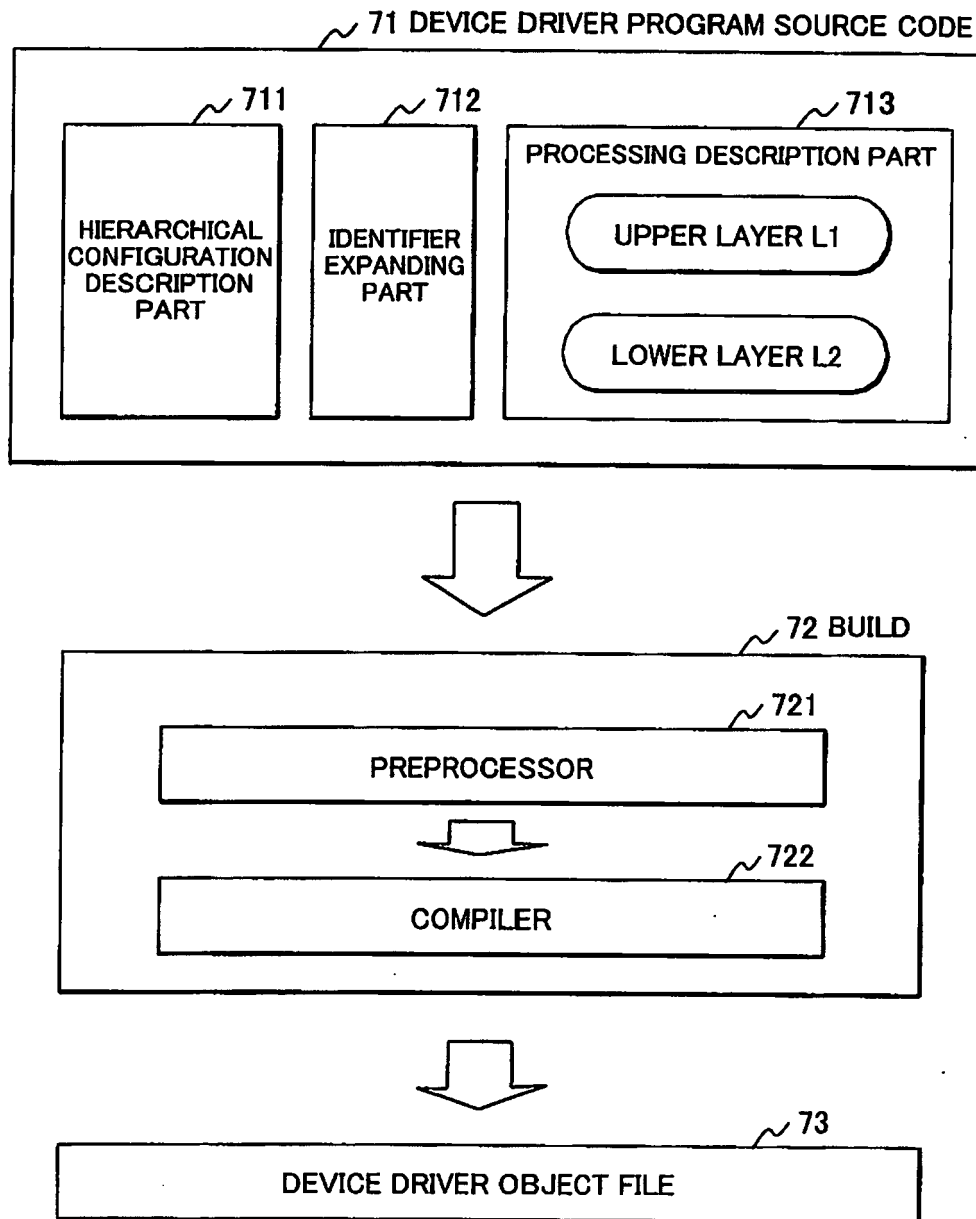 71 DEVICE DRIVER PROGRAM SOURCE CODE
711
712
713
HIERARCHICAL
CONFIGURATION
DESCRIPTION
PART
IDENTIFIER
EXPANDING
PART
PROCESSING DESCRIPTION PART
UPPER LAYER L1
LOWER LAYER L2
72 BUILD
721
PREPROCESSOR
722
COMPILER
73
DEVICE DRIVER OBJECT FILE